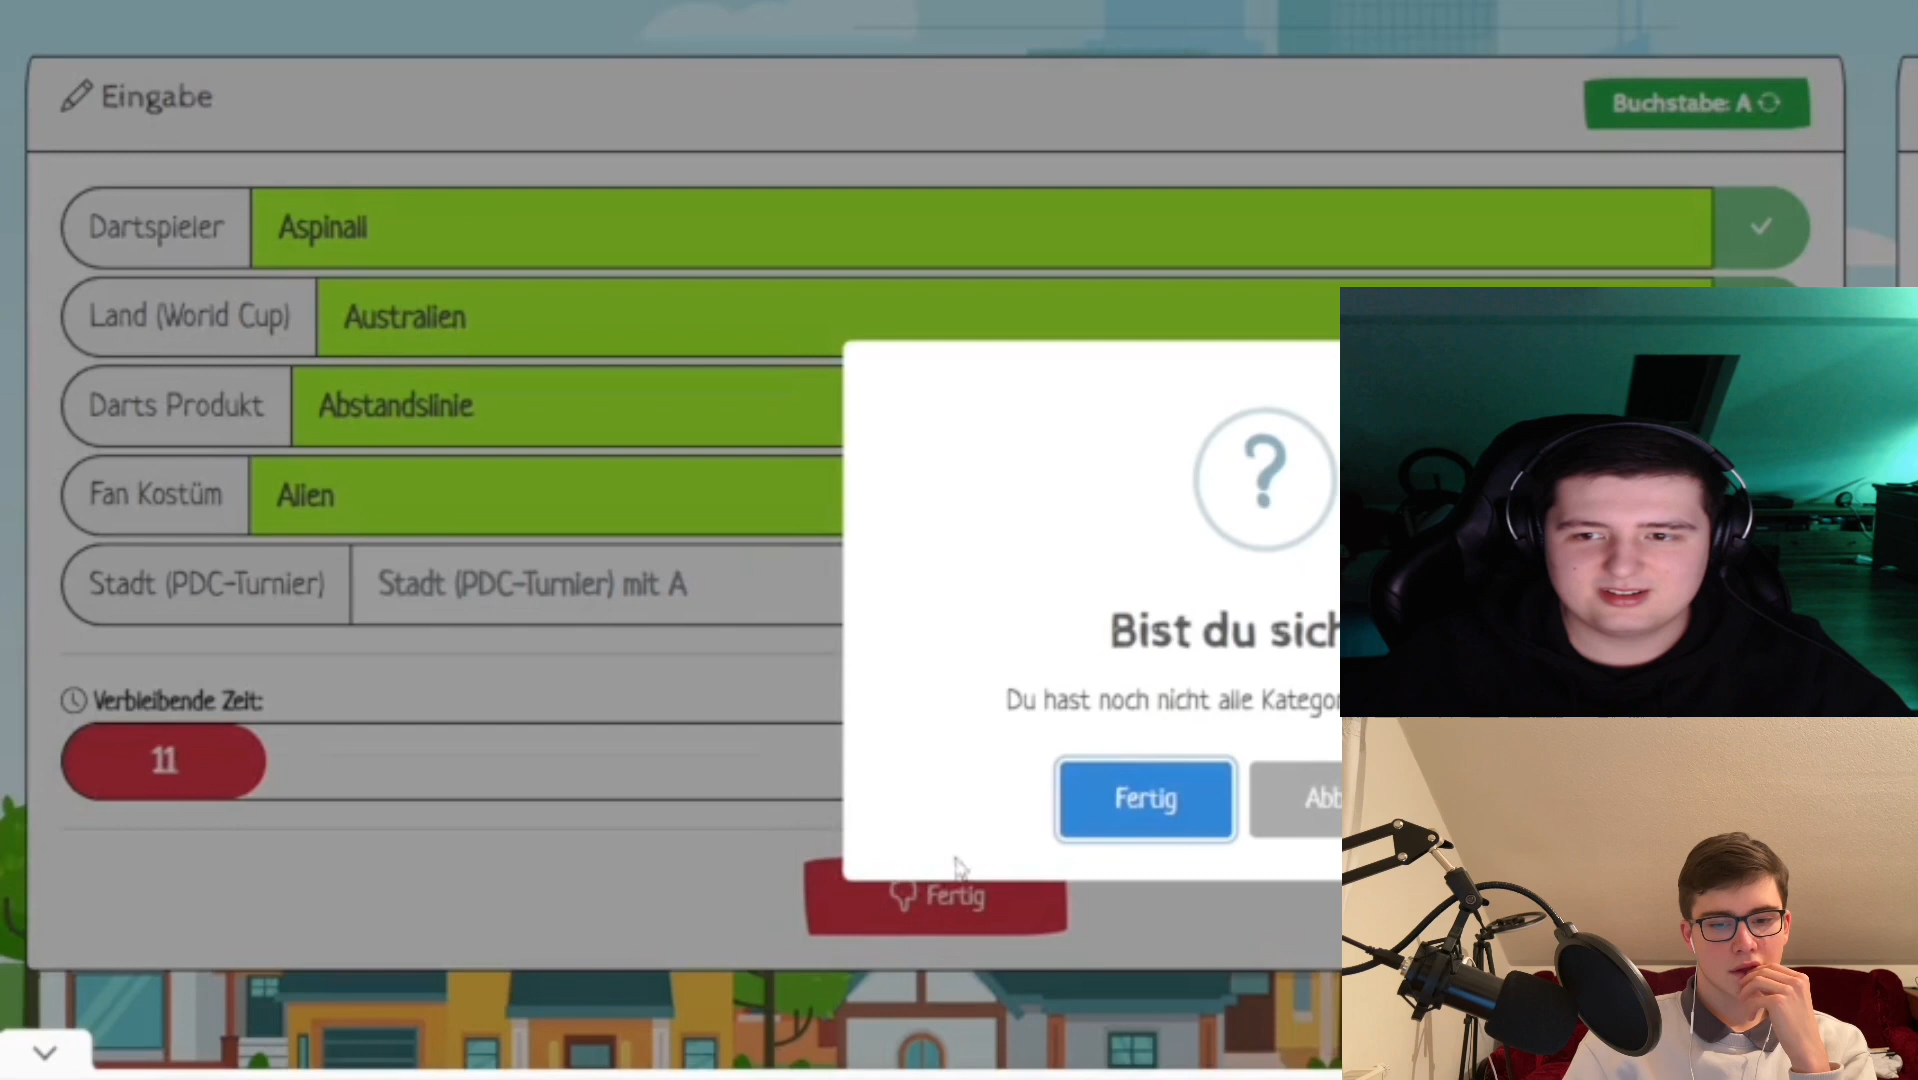 Eingabe
Buchstabe: A
Dartspieler
Aspinall
Land (World Cup)
Australien
Darts Produkt
Abstandslinie
Fan Kostüm
Alien
Stadt (PDC-Turnier)
Stadt (PDC-Turnier) mit A
?
Bist du sich
Du hast noch nicht alle Kategor
Verbleibende Zeit:
11
Fertig
Abb
Fertig